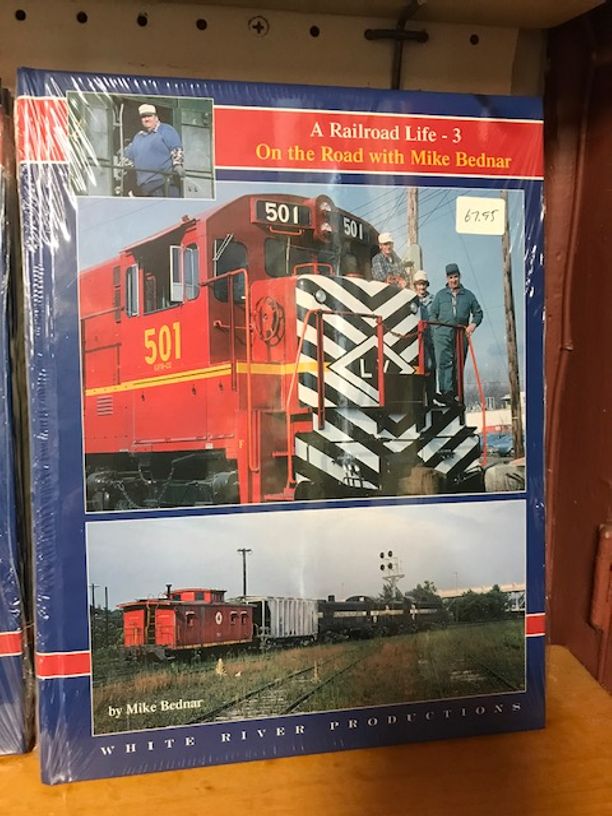 A Railroad Life - 3
On the Road with Mike Bednar
67.95
501
501
501
L
by Mike Bednar
WHITE RIVER PRODUCTIONS